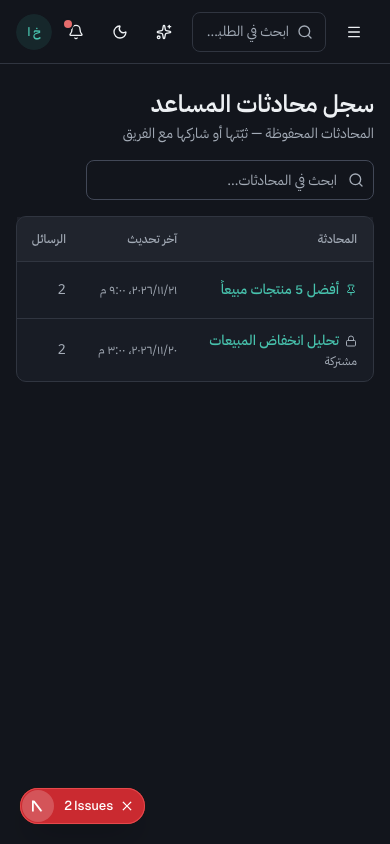 ابحث في الطلبـ...
خ ا
سجل محادثات المساعد
المحادثات المحفوظة — ثبّتها أو شاركها مع الفريق
ابحث في المحادثات...
المحادثة آخر تحديث الرسائل
أفضل 5 منتجات مبيعاً ٢٠٢٦/١١/٢١، ٩:٠٠ م 2
تحليل انخفاض المبيعات ٢٠٢٦/١١/٢٠، ٣:٠٠ م 2
مشتركة
2 Issues